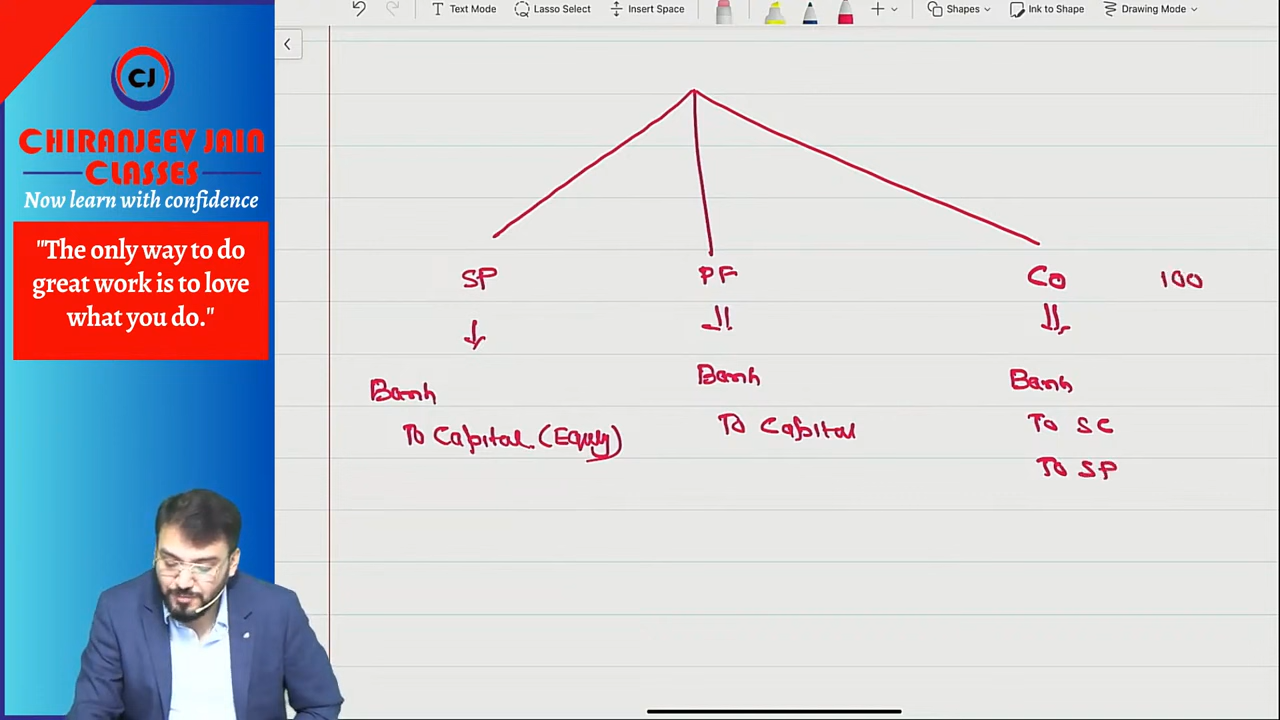 Text Mode Lasso Select Insert Space Shapes Ink to Shape Drawing Mode
CJ
CHIRANJEEV JAIN
CLASSES
Now learn with confidence
"The only way to do
great work is to love
what you do."
SP PF CO 100
Bank Bank Bank
To Capital (Equity) To Capital To SC
To SP